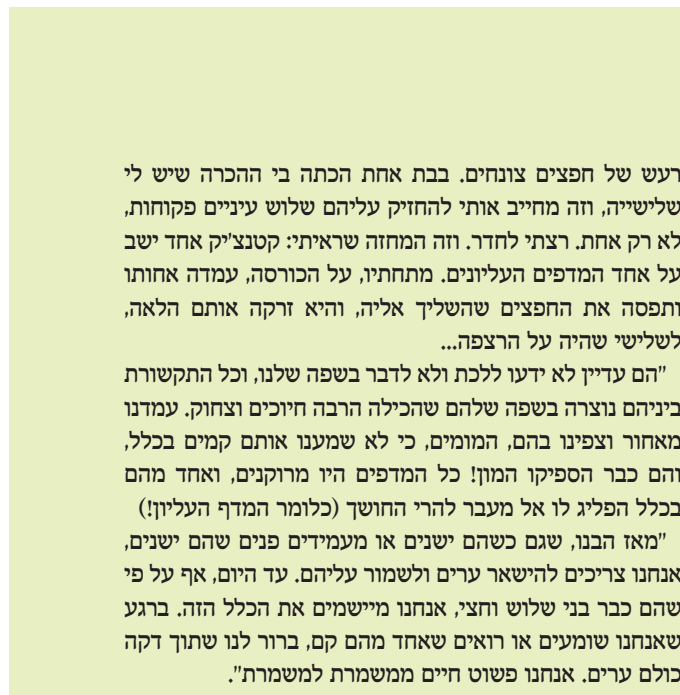 רעש של חפצים צונחים. בבת אחת הכתה בי ההכרה שיש לי
שלישייה, וזה מחייב אותי להחזיק עליהם שלוש עיניים פקוחות,
לא רק אחת. רצתי לחדר. וזה המחזה שראיתי: קטנצ'יק אחד ישב
על אחד המדפים העליונים. מתחתיו, על הכורסה, עמדה אחותו
ותפסה את החפצים שהשליך אליה, והיא זרקה אותם הלאה,
לשלישי שהיה על הרצפה...
"הם עדיין לא ידעו ללכת ולא לדבר בשפה שלנו, וכל התקשורת
ביניהם נוצרה בשפה שלהם שהכילה הרבה חיוכים וצחוק. עמדנו
מאחור וצפינו בהם, המומים, כי לא שמענו אותם קמים בכלל,
והם כבר הספיקו המון! כל המדפים היו מרוקנים, ואחד מהם
בכלל הפליג לו אל מעבר להרי החושך (כלומר המדף העליון!)
"מאז הבנו, שגם כשהם ישנים או מעמידים פנים שהם ישנים,
אנחנו צריכים להישאר ערים ולשמור עליהם. עד היום, אף על פי
שהם כבר בני שלוש וחצי, אנחנו מיישמים את הכלל הזה. ברגע
שאנחנו שומעים או רואים שאחד מהם קם, ברור לנו שתוך דקה
כולם ערים. אנחנו פשוט חיים ממשמרת למשמרת".